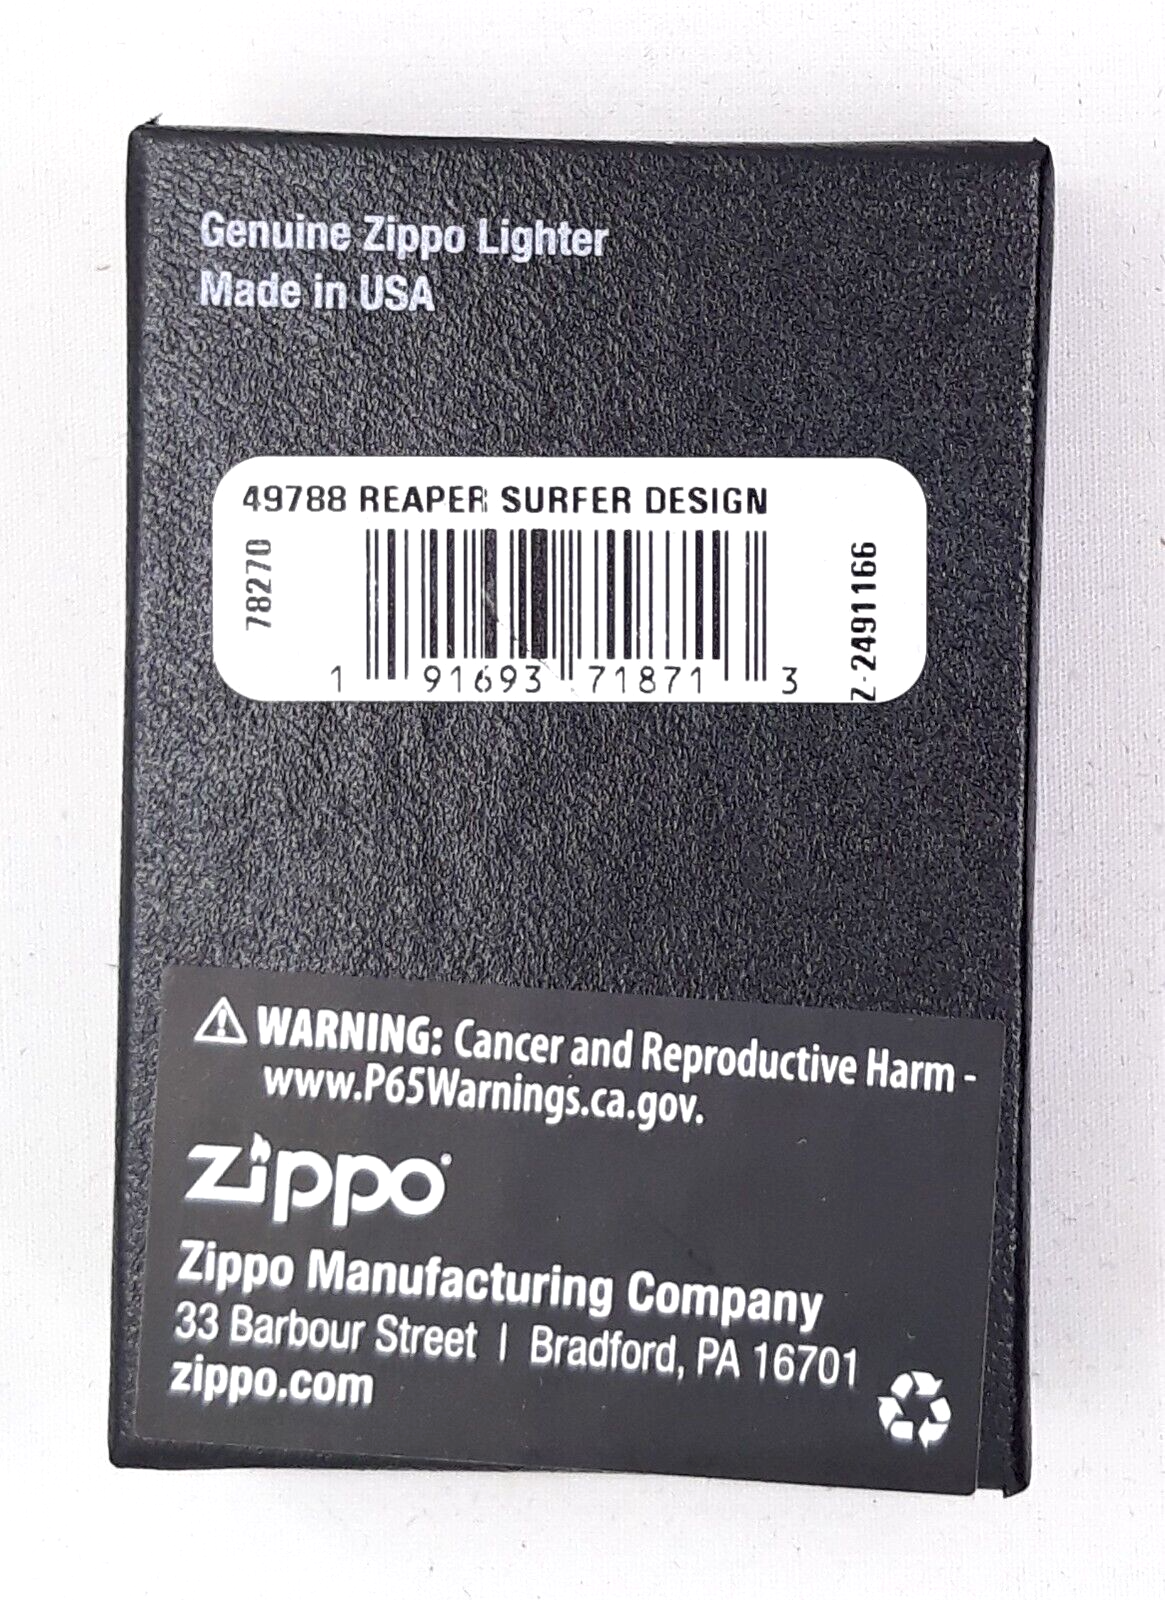 Genuine Zippo Lighter
Made in USA
49788 REAPER SURFER DESIGN
78270
1 91693 71871 3
Z-2491166
WARNING: Cancer and Reproductive Harm -
www.P65Warnings.ca.gov.
zippo
Zippo Manufacturing Company
33 Barbour Street | Bradford, PA 16701
zippo.com